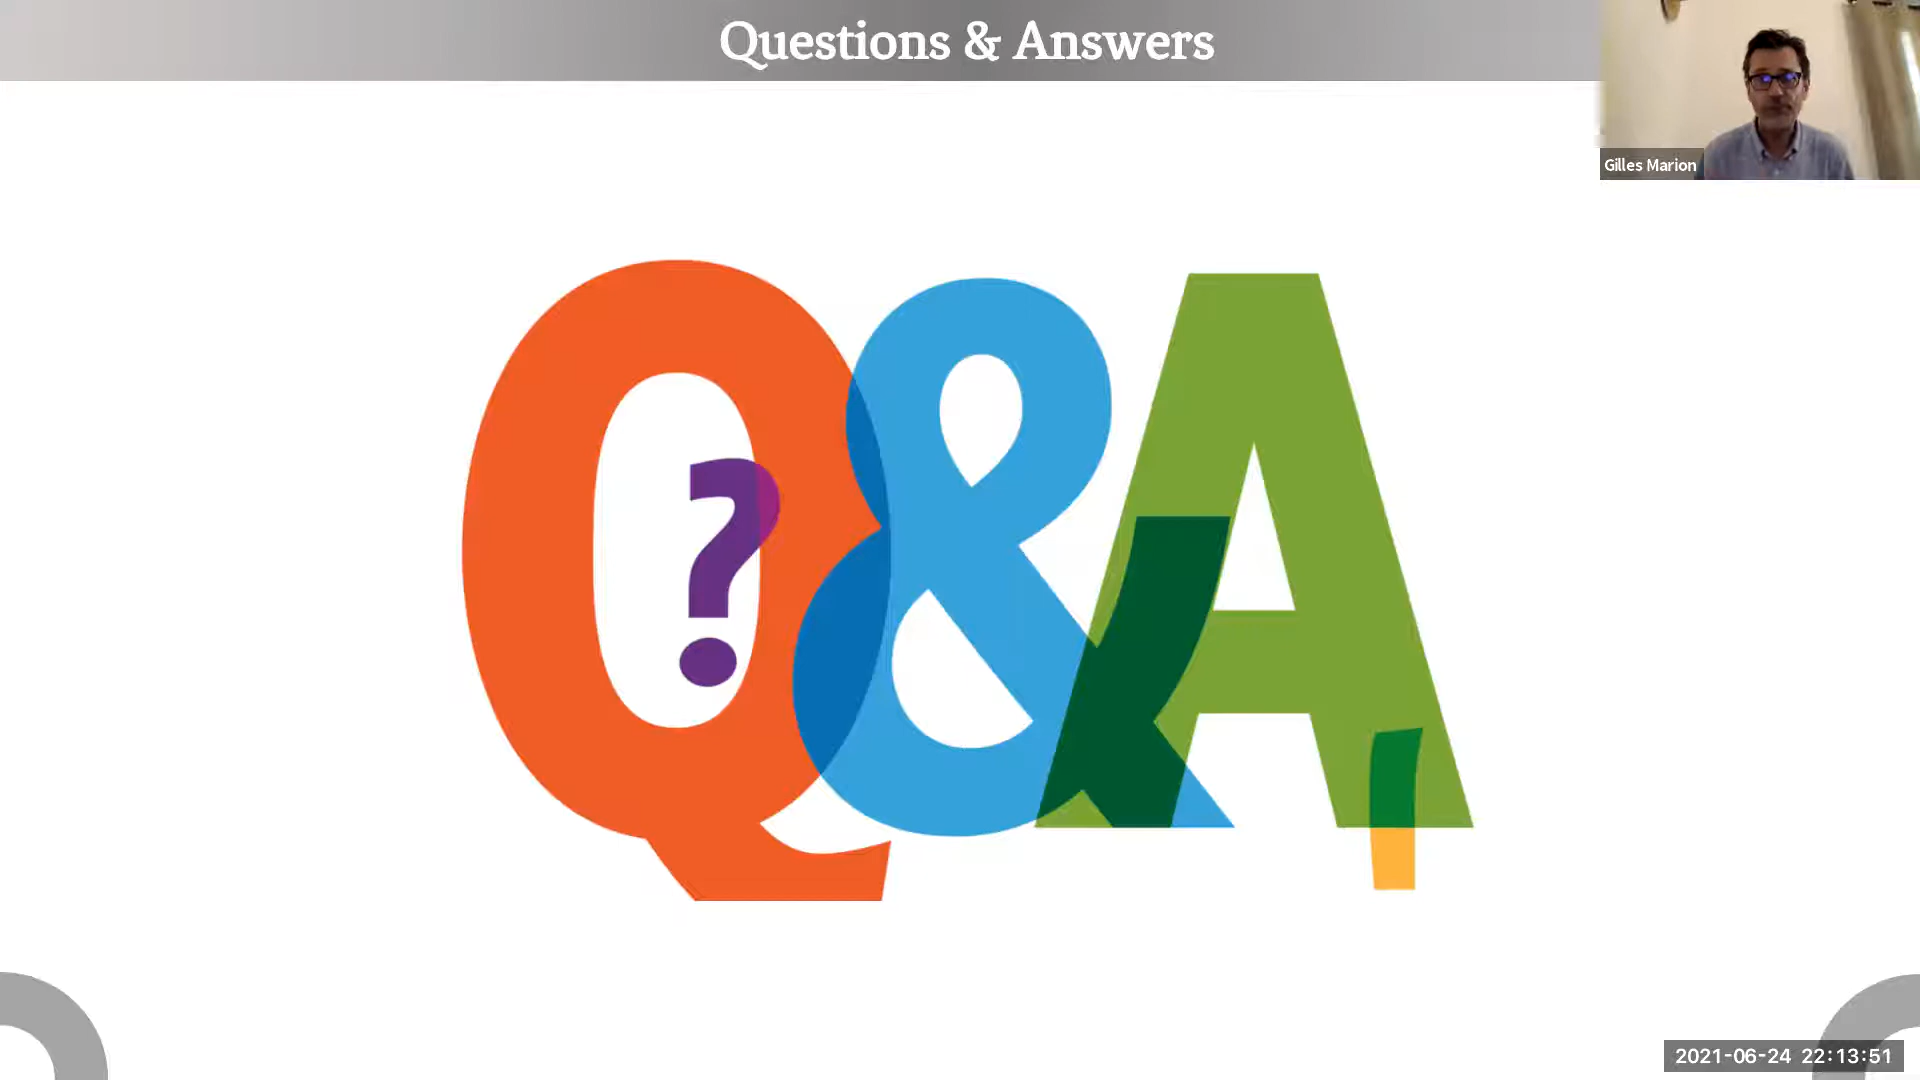 Questions & Answers
Gilles Marion
Q&A
?
2021-06-24 22:13:51